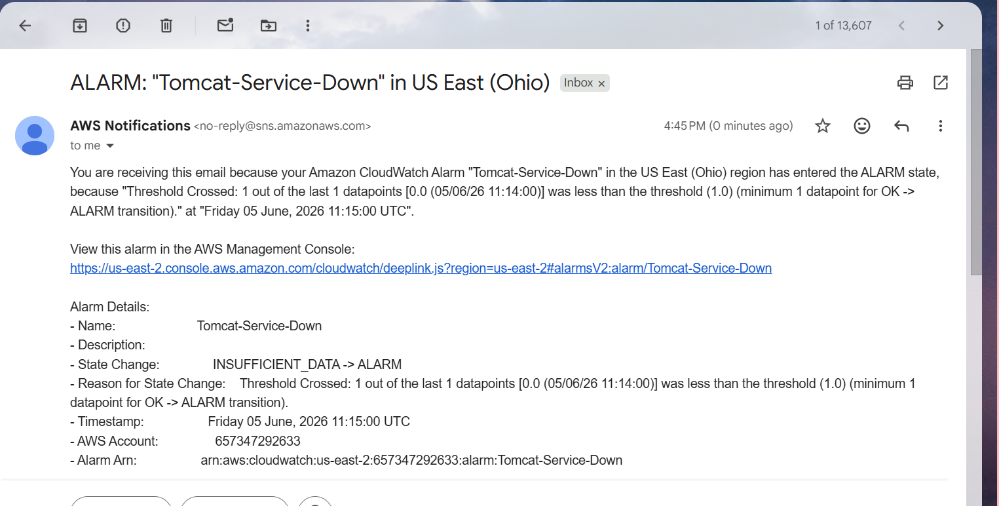 1 of 13,607
ALARM: "Tomcat-Service-Down" in US East (Ohio) Inbox ×
AWS Notifications <no-reply@sns.amazonaws.com> 4:45 PM (0 minutes ago)
to me
You are receiving this email because your Amazon CloudWatch Alarm "Tomcat-Service-Down" in the US East (Ohio) region has entered the ALARM state,
because "Threshold Crossed: 1 out of the last 1 datapoints [0.0 (05/06/26 11:14:00)] was less than the threshold (1.0) (minimum 1 datapoint for OK ->
ALARM transition)." at "Friday 05 June, 2026 11:15:00 UTC".
View this alarm in the AWS Management Console:
https://us-east-2.console.aws.amazon.com/cloudwatch/deeplink.js?region=us-east-2#alarmsV2:alarm/Tomcat-Service-Down
Alarm Details:
- Name: Tomcat-Service-Down
- Description:
- State Change: INSUFFICIENT_DATA -> ALARM
- Reason for State Change: Threshold Crossed: 1 out of the last 1 datapoints [0.0 (05/06/26 11:14:00)] was less than the threshold (1.0) (minimum 1
datapoint for OK -> ALARM transition).
- Timestamp: Friday 05 June, 2026 11:15:00 UTC
- AWS Account: 657347292633
- Alarm Arn: arn:aws:cloudwatch:us-east-2:657347292633:alarm:Tomcat-Service-Down